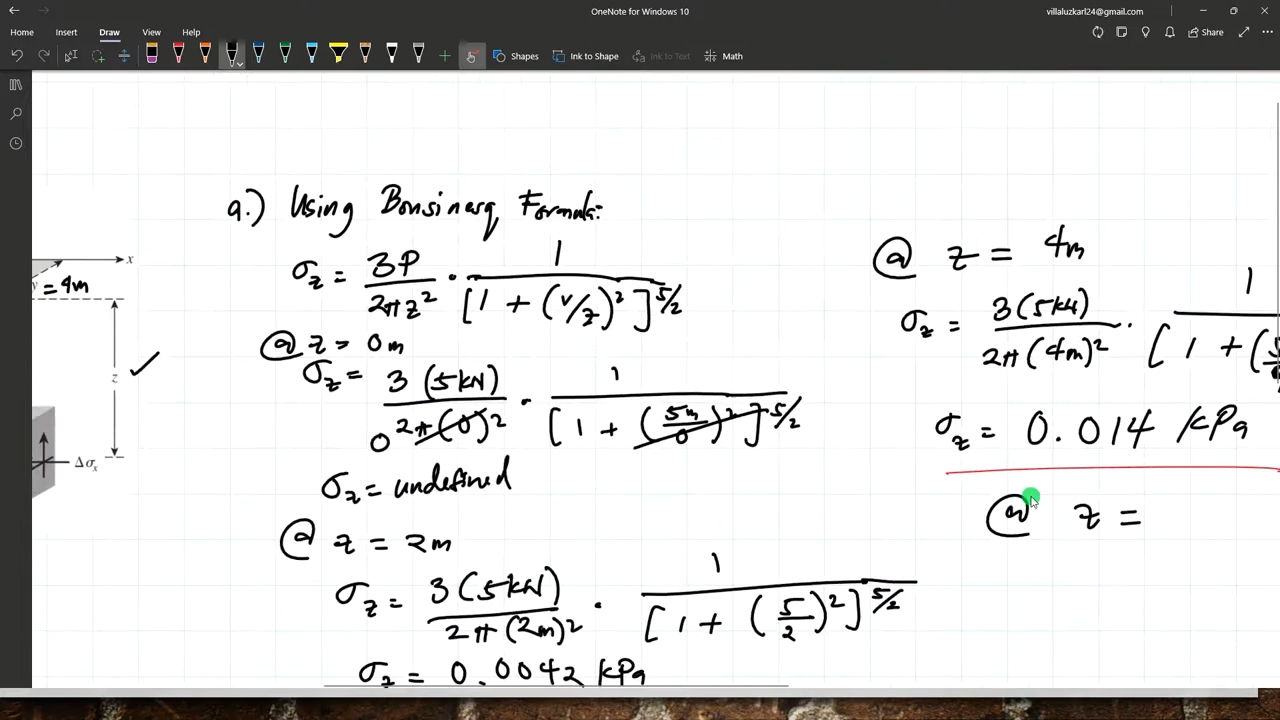 OneNote for Windows 10
villaluzkarl24@gmail.com
Home Insert Draw View Help
Share
Shapes Ink to Shape Ink to Text Math
a.) Using Bousinesq Formula:
σz = 3P / 2πz² · 1 / [1 + (r/z)²]^5/2
@ z = 0m
σz = 3 (5kN) / 2π(0)² · 1 / [1 + (5m/0)²]^5/2
0
σz = undefined
@ z = 2m
σz = 3 (5kN) / 2π(2m)² · 1 / [1 + (5/2)²]^5/2
σz = 0.0042 kPa
x
= 4m
z
Δσx
@ z = 4m
σz = 3(5kN) / 2π(4m)² · 1 / [1 + (5
σz = 0.014 kPa
@ z =